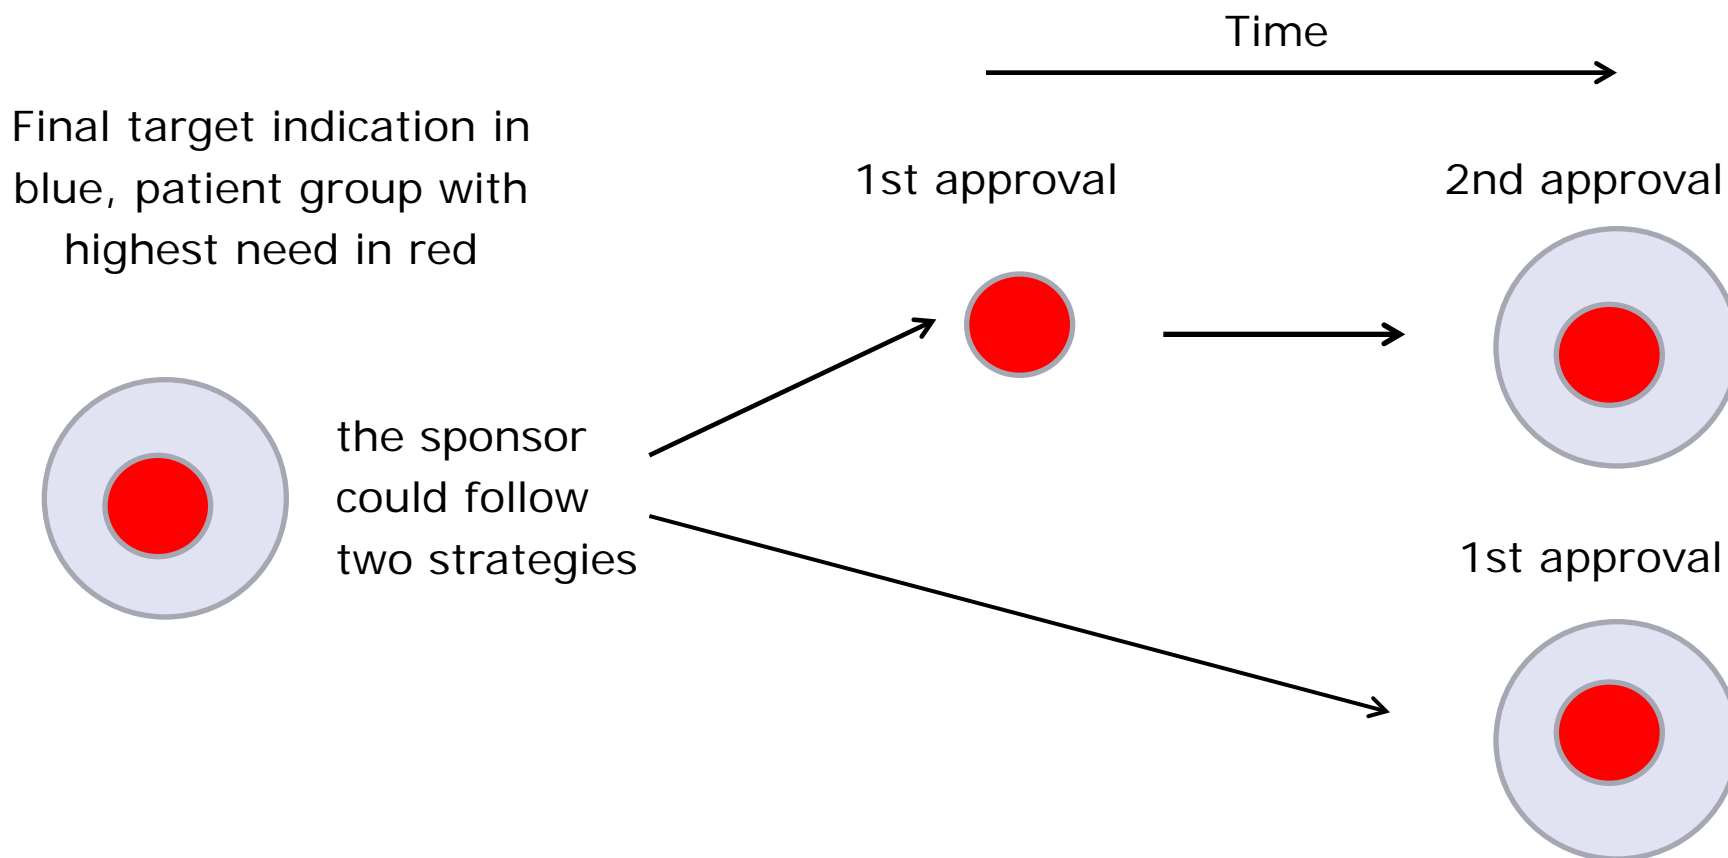 Time
Final target indication in
blue, patient group with
highest need in red
1st approval
2nd approval
the sponsor
could follow
two strategies
1st approval